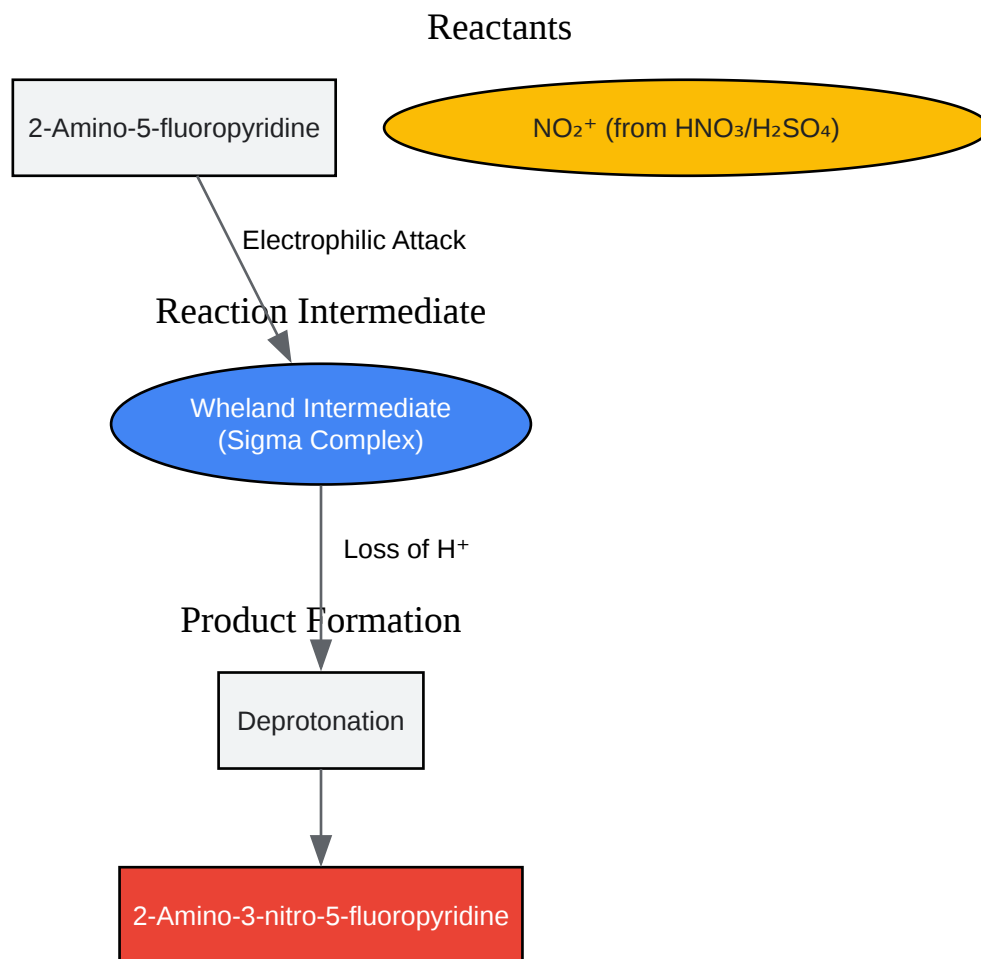 Reactants
2-Amino-5-fluoropyridine
NO₂⁺ (from HNO₃/H₂SO₄)
Electrophilic Attack
Reaction Intermediate
Wheland Intermediate
(Sigma Complex)
Loss of H⁺
Product Formation
Deprotonation
2-Amino-3-nitro-5-fluoropyridine